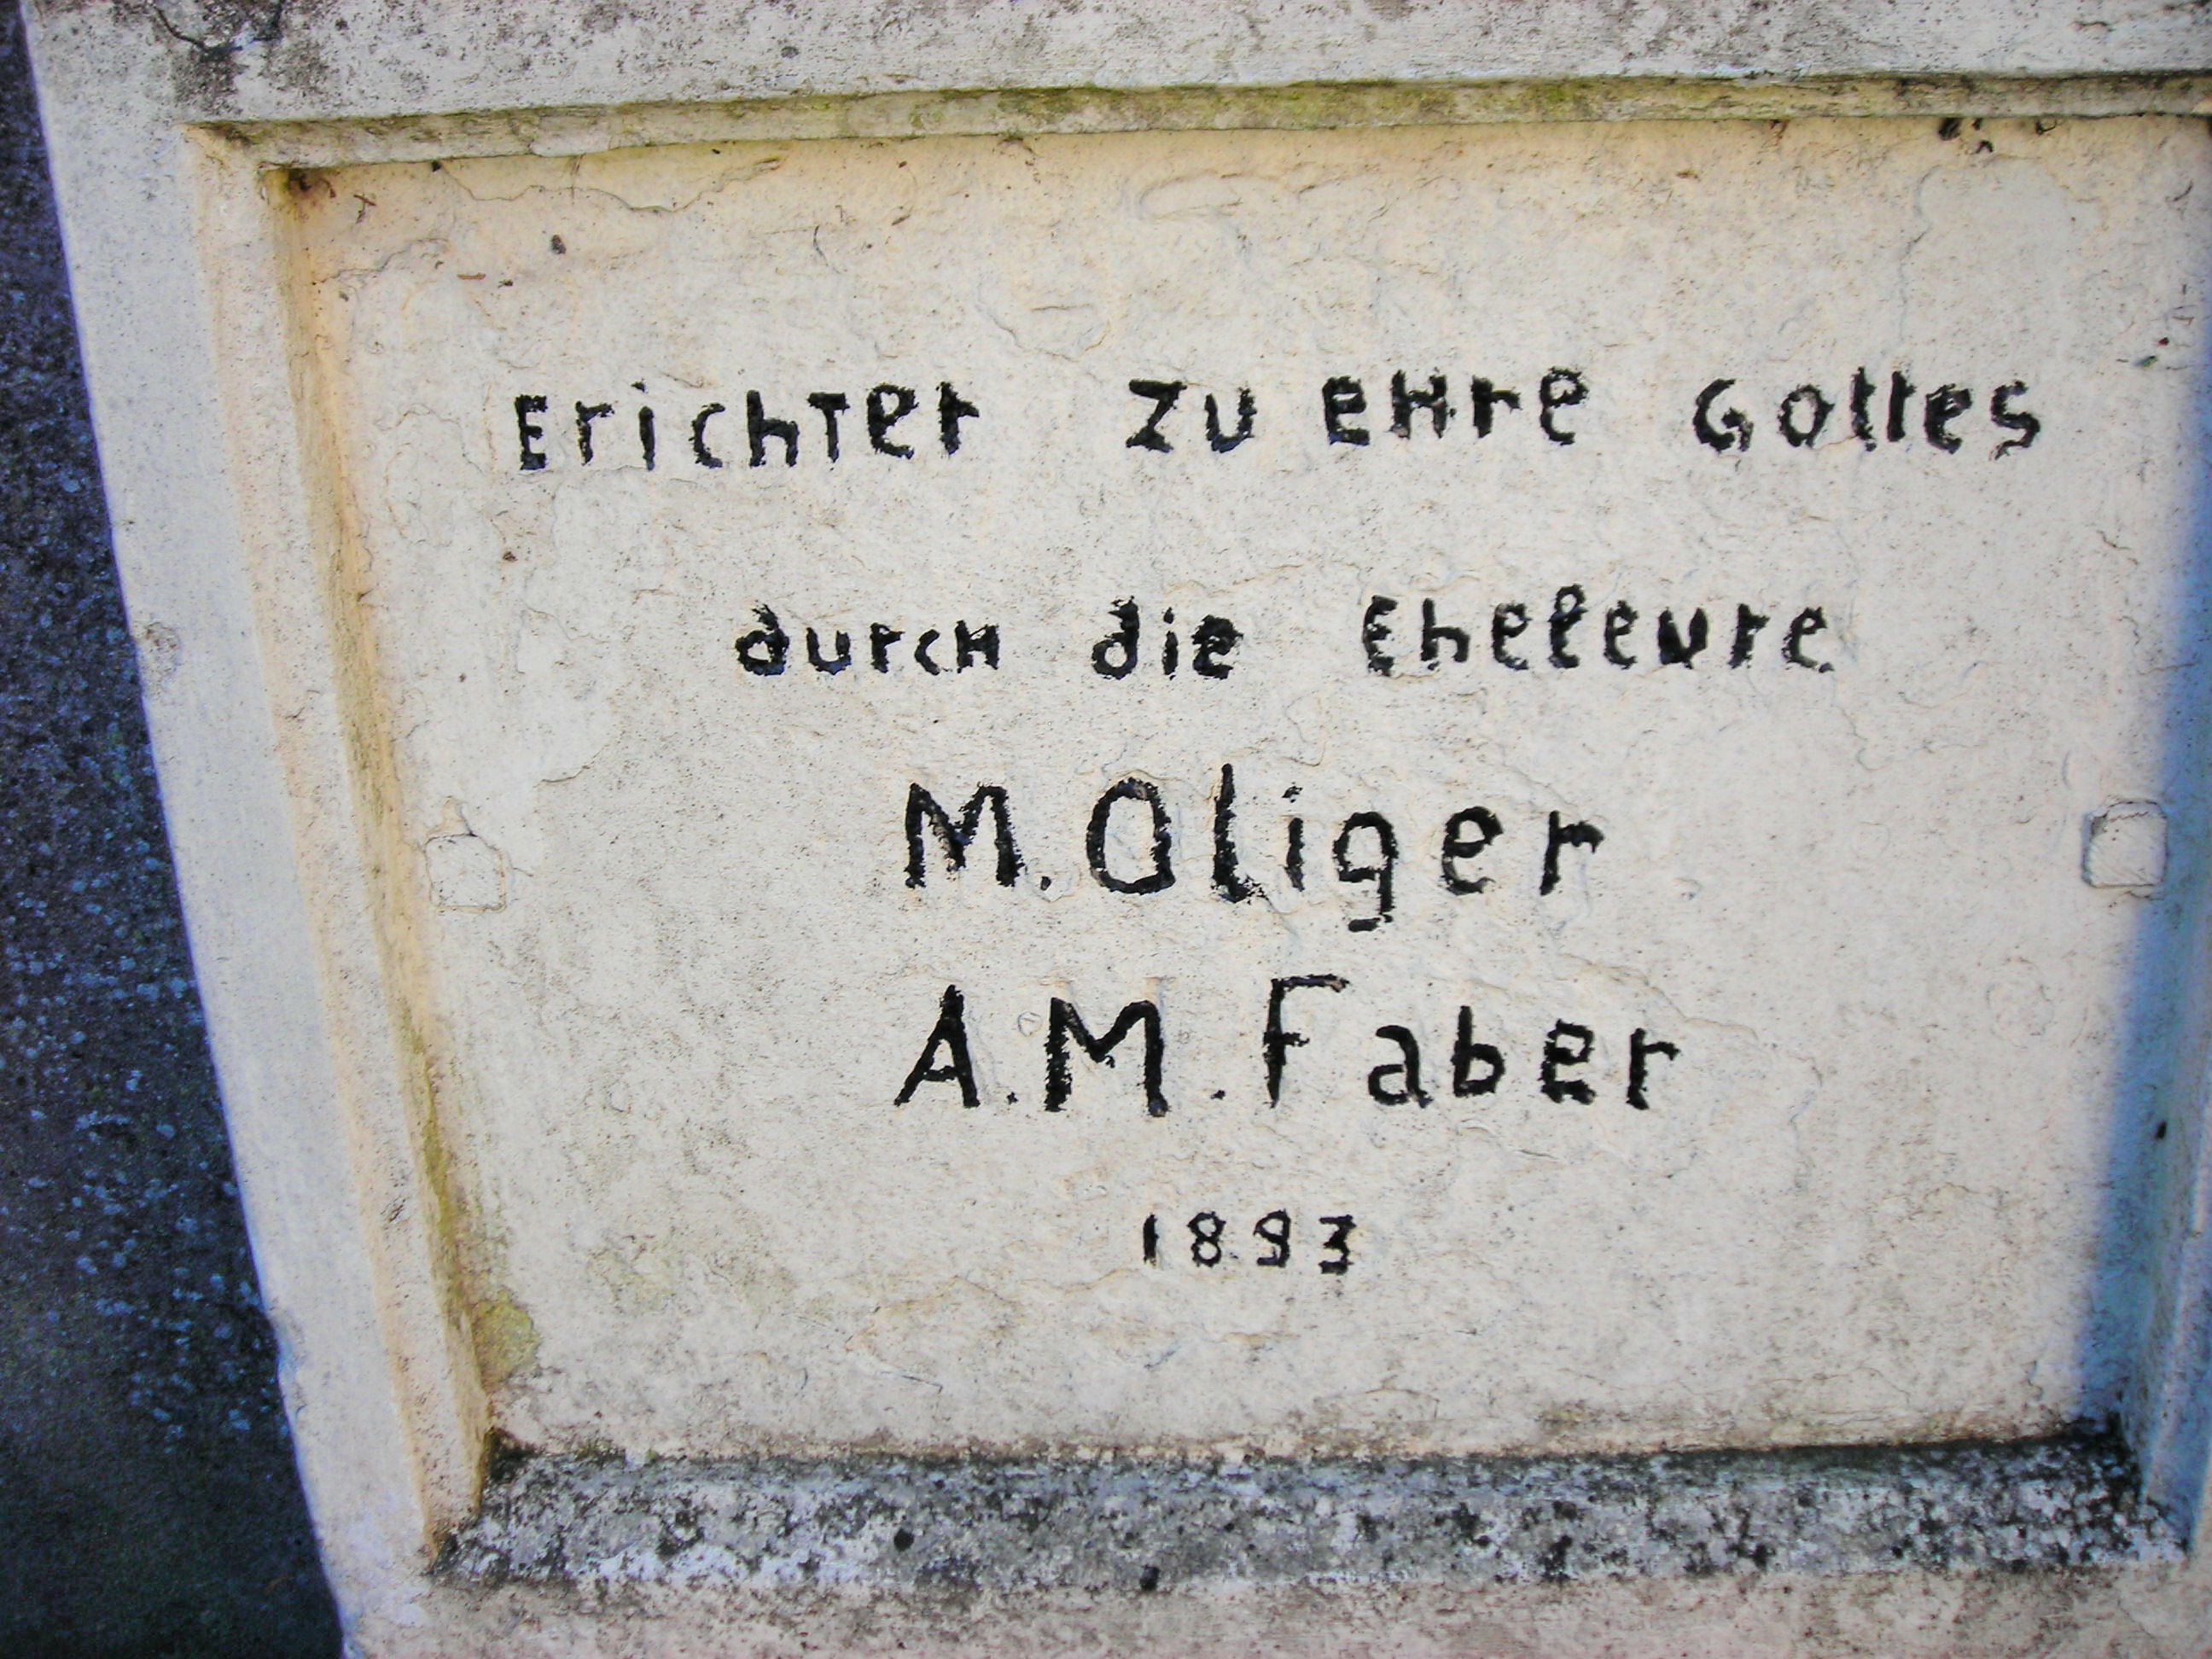 Erichtet zu EHre Gottes
durcH die Eheleute
M. Oliger
A. M. Faber
1893